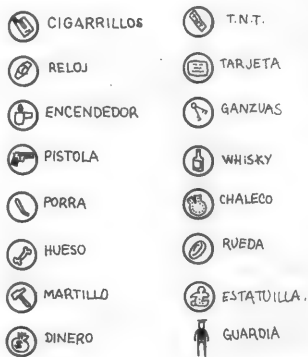 CIGARRILLOS
RELOJ
ENCENDEDOR
PISTOLA
PORRA
HUESO
MARTILLO
DINERO
T.N.T.
TARJETA
GANZUAS
WHISKY
CHALECO
RUEDA
ESTATUILLA.
GUARDIA